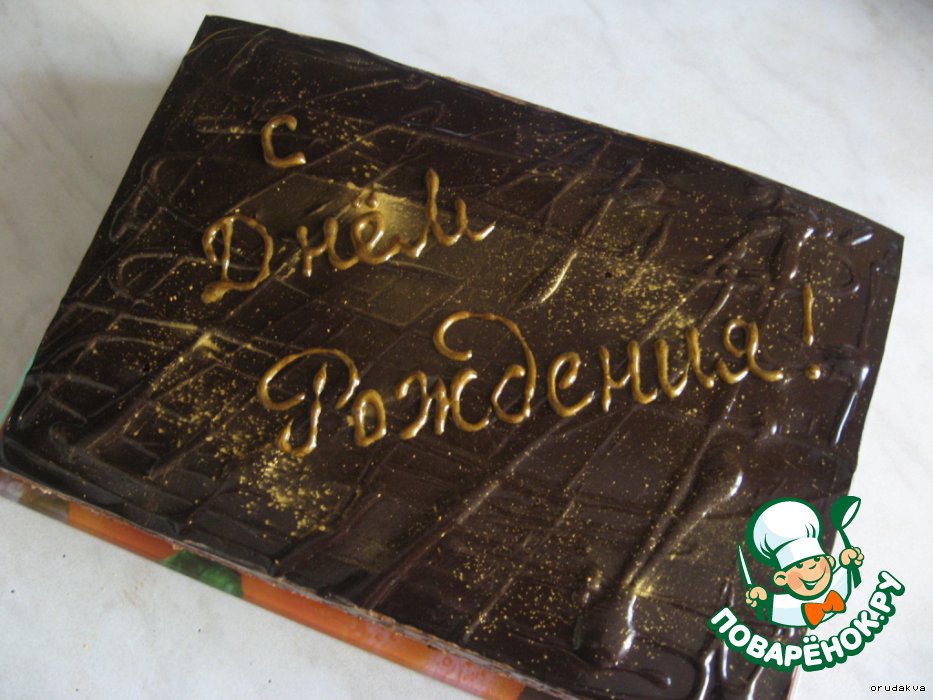 с
Днём
Рождения!
ПОВАРЁНОК.РУ
orudakva